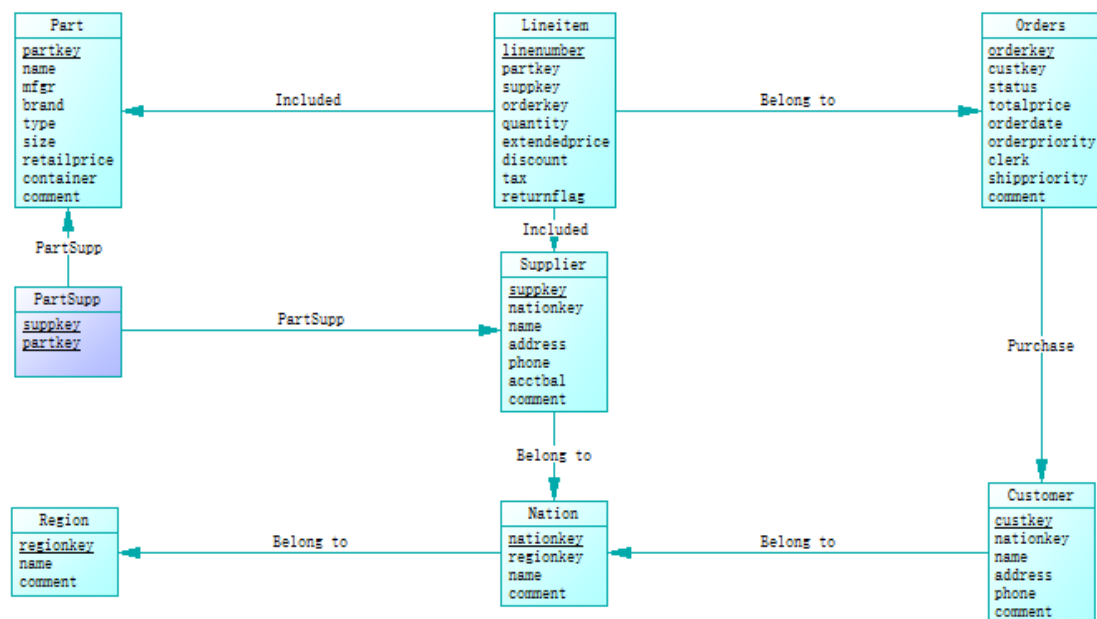 Part
partkey
name
mfgr
brand
type
size
retailprice
container
comment
Included
Lineitem
linenumber
partkey
suppkey
orderkey
quantity
extendedprice
discount
tax
returnflag
Belong to
Orders
orderkey
custkey
status
totalprice
orderdate
orderpriority
clerk
shippriority
comment
PartSupp
Included
PartSupp
suppkey
partkey
PartSupp
Supplier
suppkey
nationkey
name
address
phone
acctbal
comment
Purchase
Belong to
Region
regionkey
name
comment
Belong to
Nation
nationkey
regionkey
name
comment
Belong to
Customer
custkey
nationkey
name
address
phone
comment